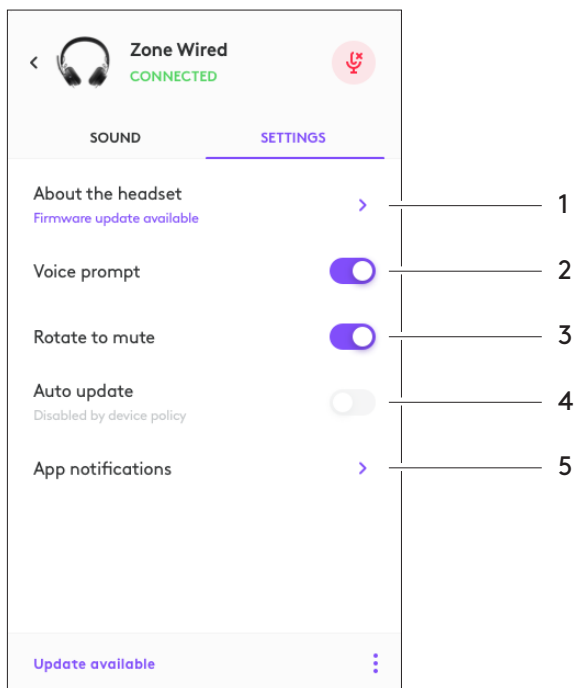 Zone Wired
CONNECTED
SOUND SETTINGS
About the headset
Firmware update available
1
Voice prompt
2
Rotate to mute
3
Auto update
Disabled by device policy
4
App notifications
5
Update available